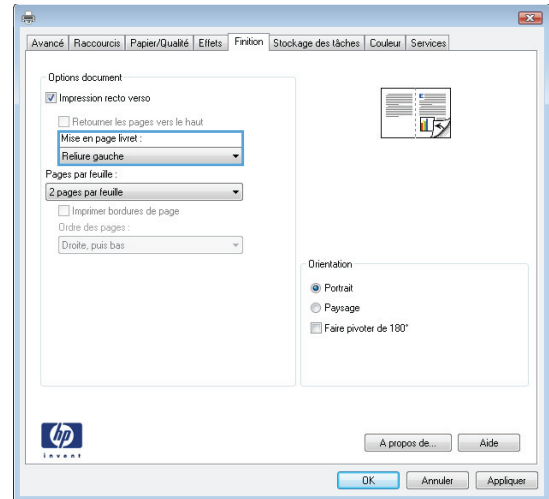 Avancé Raccourcis Papier/Qualité Effets Finition Stockage des tâches Couleur Services
Options document
Impression recto verso
Retourner les pages vers le haut
Mise en page livret :
Reliure gauche
Pages par feuille :
2 pages par feuille
Imprimer bordures de page
Ordre des pages :
Droite, puis bas
Orientation
Portrait
Paysage
Faire pivoter de 180°
hp
invent
A propos de... Aide
OK Annuler Appliquer